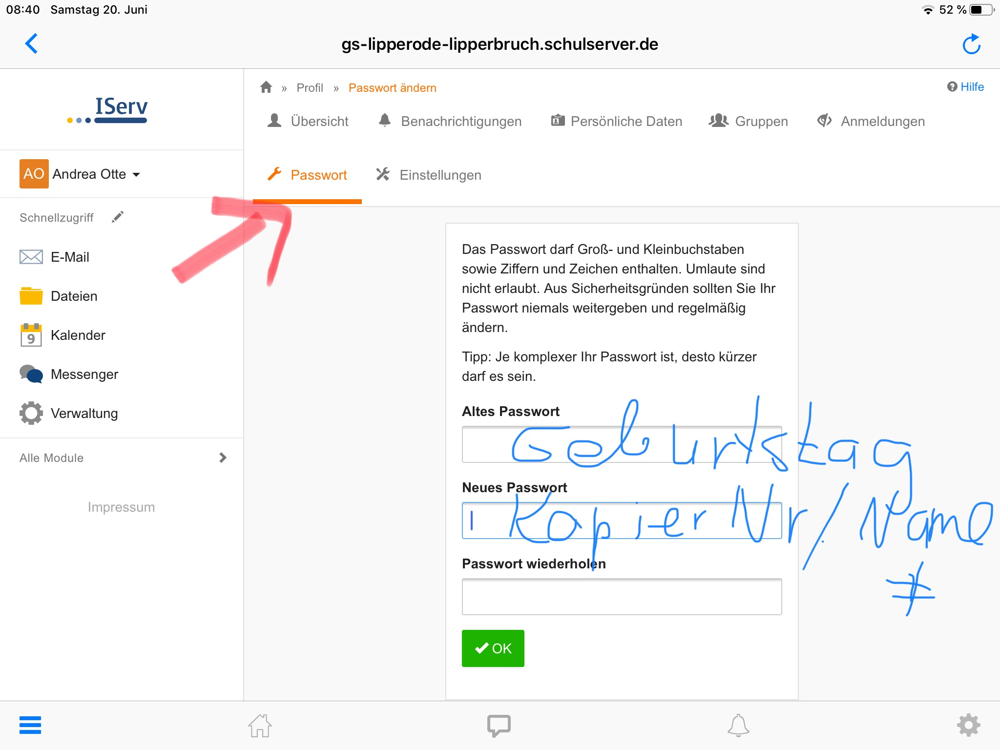 08:40 Samstag 20. Juni 52 %
gs-lipperode-lipperbruch.schulserver.de
IServ
» Profil » Passwort ändern
Hilfe
Übersicht Benachrichtigungen Persönliche Daten Gruppen Anmeldungen
Passwort Einstellungen
AO Andrea Otte
Schnellzugriff
E-Mail
Dateien
9 Kalender
Messenger
Verwaltung
Alle Module
Impressum
Das Passwort darf Groß- und Kleinbuchstaben
sowie Ziffern und Zeichen enthalten. Umlaute sind
nicht erlaubt. Aus Sicherheitsgründen sollten Sie Ihr
Passwort niemals weitergeben und regelmäßig
ändern.
Tipp: Je komplexer Ihr Passwort ist, desto kürzer
darf es sein.
Altes Passwort
Geburtstag
Neues Passwort
Kopier Nr./Name
≠
Passwort wiederholen
OK